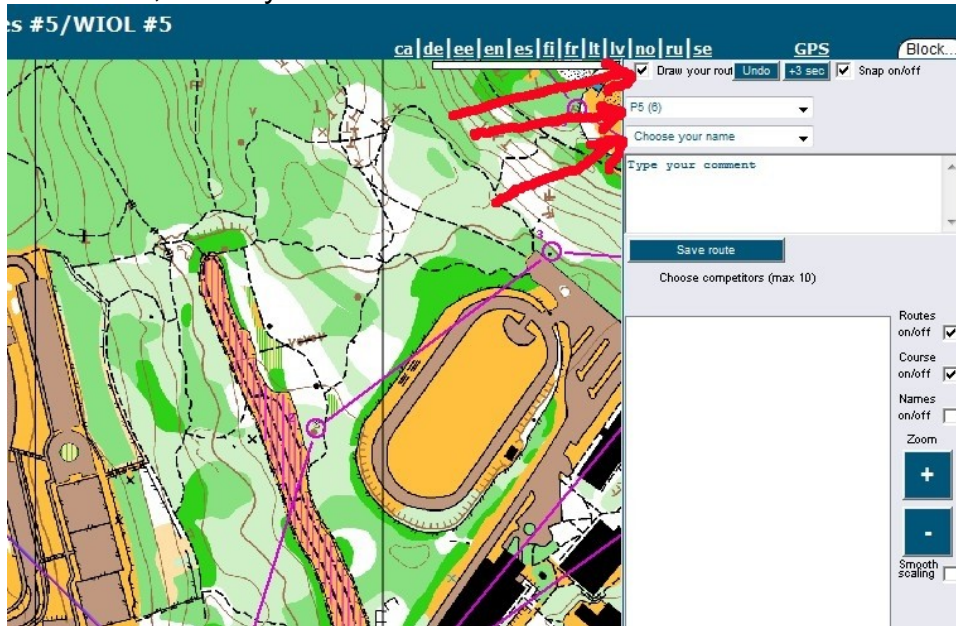 es #5/WIOL #5
ca|de|ee|en|es|fi|fr|lt|lv|no|ru|se
GPS
Block...
Draw your rout
Undo
+3 sec
Snap on/off
P5 (6)
Choose your name
Type your comment
Save route
Choose competitors (max 10)
Routes
on/off
Course
on/off
Names
on/off
Zoom
+
-
Smooth
scaling
3